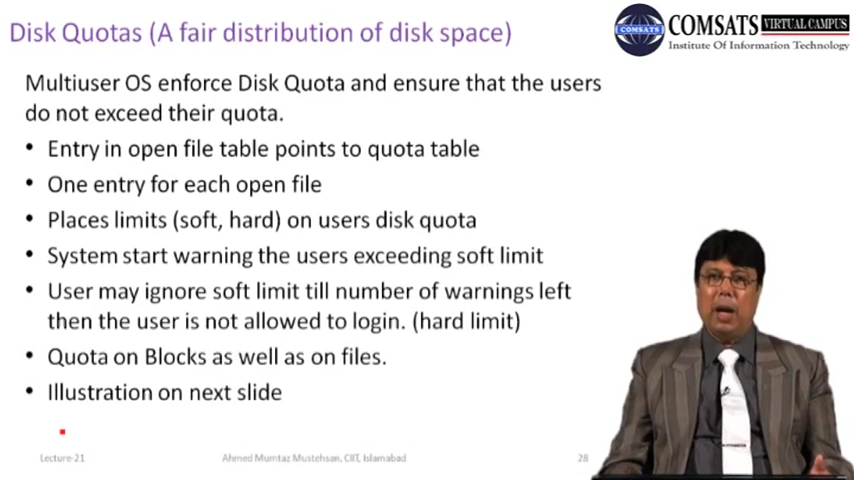 Disk Quotas (A fair distribution of disk space)
COMSATS VIRTUAL CAMPUS
COMSATS
Institute Of Information Technology
Multiuser OS enforce Disk Quota and ensure that the users
do not exceed their quota.
• Entry in open file table points to quota table
• One entry for each open file
• Places limits (soft, hard) on users disk quota
• System start warning the users exceeding soft limit
• User may ignore soft limit till number of warnings left
then the user is not allowed to login. (hard limit)
• Quota on Blocks as well as on files.
• Illustration on next slide
Lecture-21
Ahmed Mumtaz Mustehsan, CIIT, Islamabad
28